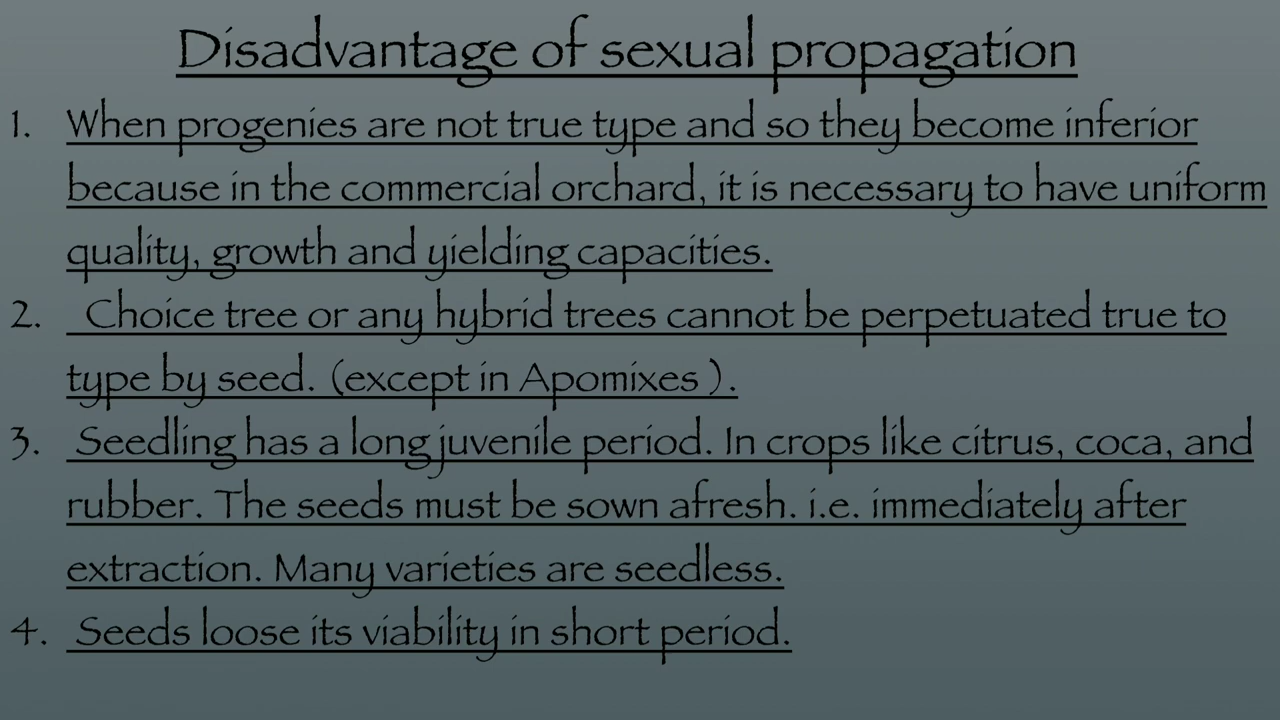 Disadvantage of sexual propagation
1. When progenies are not true type and so they become inferior
because in the commercial orchard, it is necessary to have uniform
quality, growth and yielding capacities.
2. Choice tree or any hybrid trees cannot be perpetuated true to
type by seed. (except in Apomixes ).
3. Seedling has a long juvenile period. In crops like citrus, coca, and
rubber. The seeds must be sown afresh. i.e. immediately after
extraction. Many varieties are seedless.
4. Seeds loose its viability in short period.